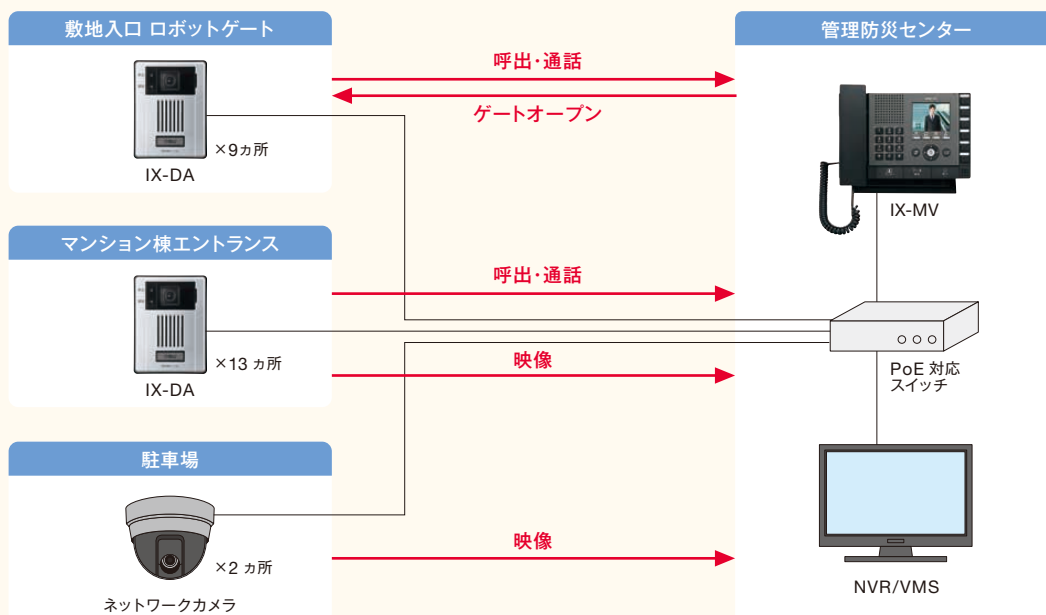 敷地入口 ロボットゲート
×9ヵ所
IX-DA
マンション棟エントランス
×13 ヵ所
IX-DA
駐車場
×2 ヵ所
ネットワークカメラ
呼出・通話
ゲートオープン
呼出・通話
映像
映像
管理防災センター
IX-MV
PoE 対応
スイッチ
NVR/VMS